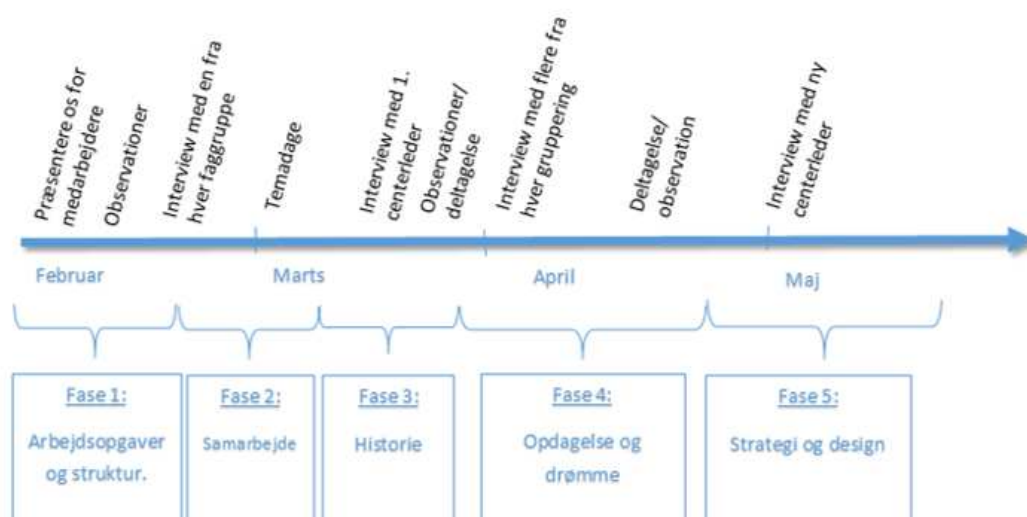 Præsentere os for
medarbejdere
Observationer
Interview med en fra
hver faggruppe
Temadage
Interview med 1.
centerleder
Observationer/
deltagelse
Interview med flere fra
hver gruppering
Deltagelse/
observation
Interview med ny
centerleder
Februar
Marts
April
Maj
Fase 1:
Arbejdsopgaver
og struktur.
Fase 2:
Samarbejde
Fase 3:
Historie
Fase 4:
Opdagelse og
drømme
Fase 5:
Strategi og design